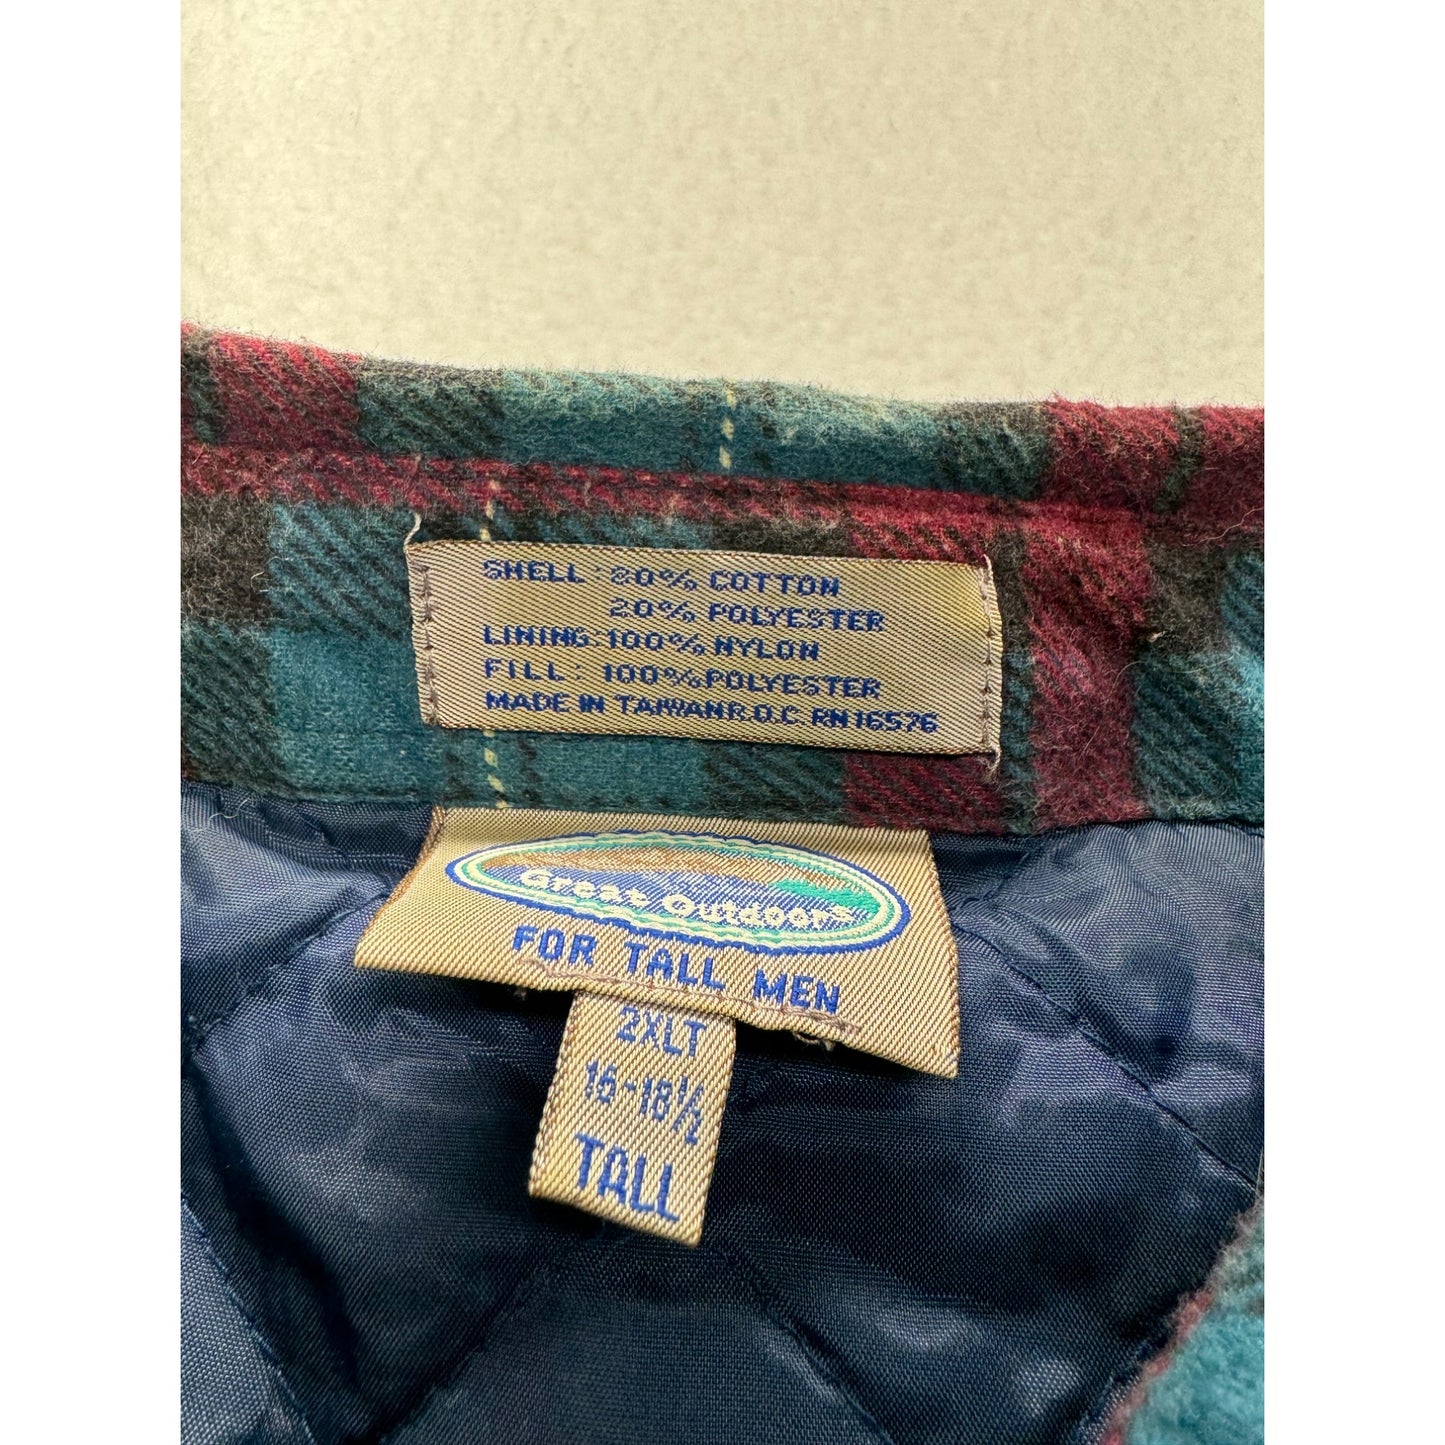 SHELL: 80% COTTON
20% POLYESTER
LINING: 100% NYLON
FILL: 100% POLYESTER
MADE IN TAIWAN R.O.C. RN 16576
Great Outdoors
FOR TALL MEN
2XLT
18-18½
TALL